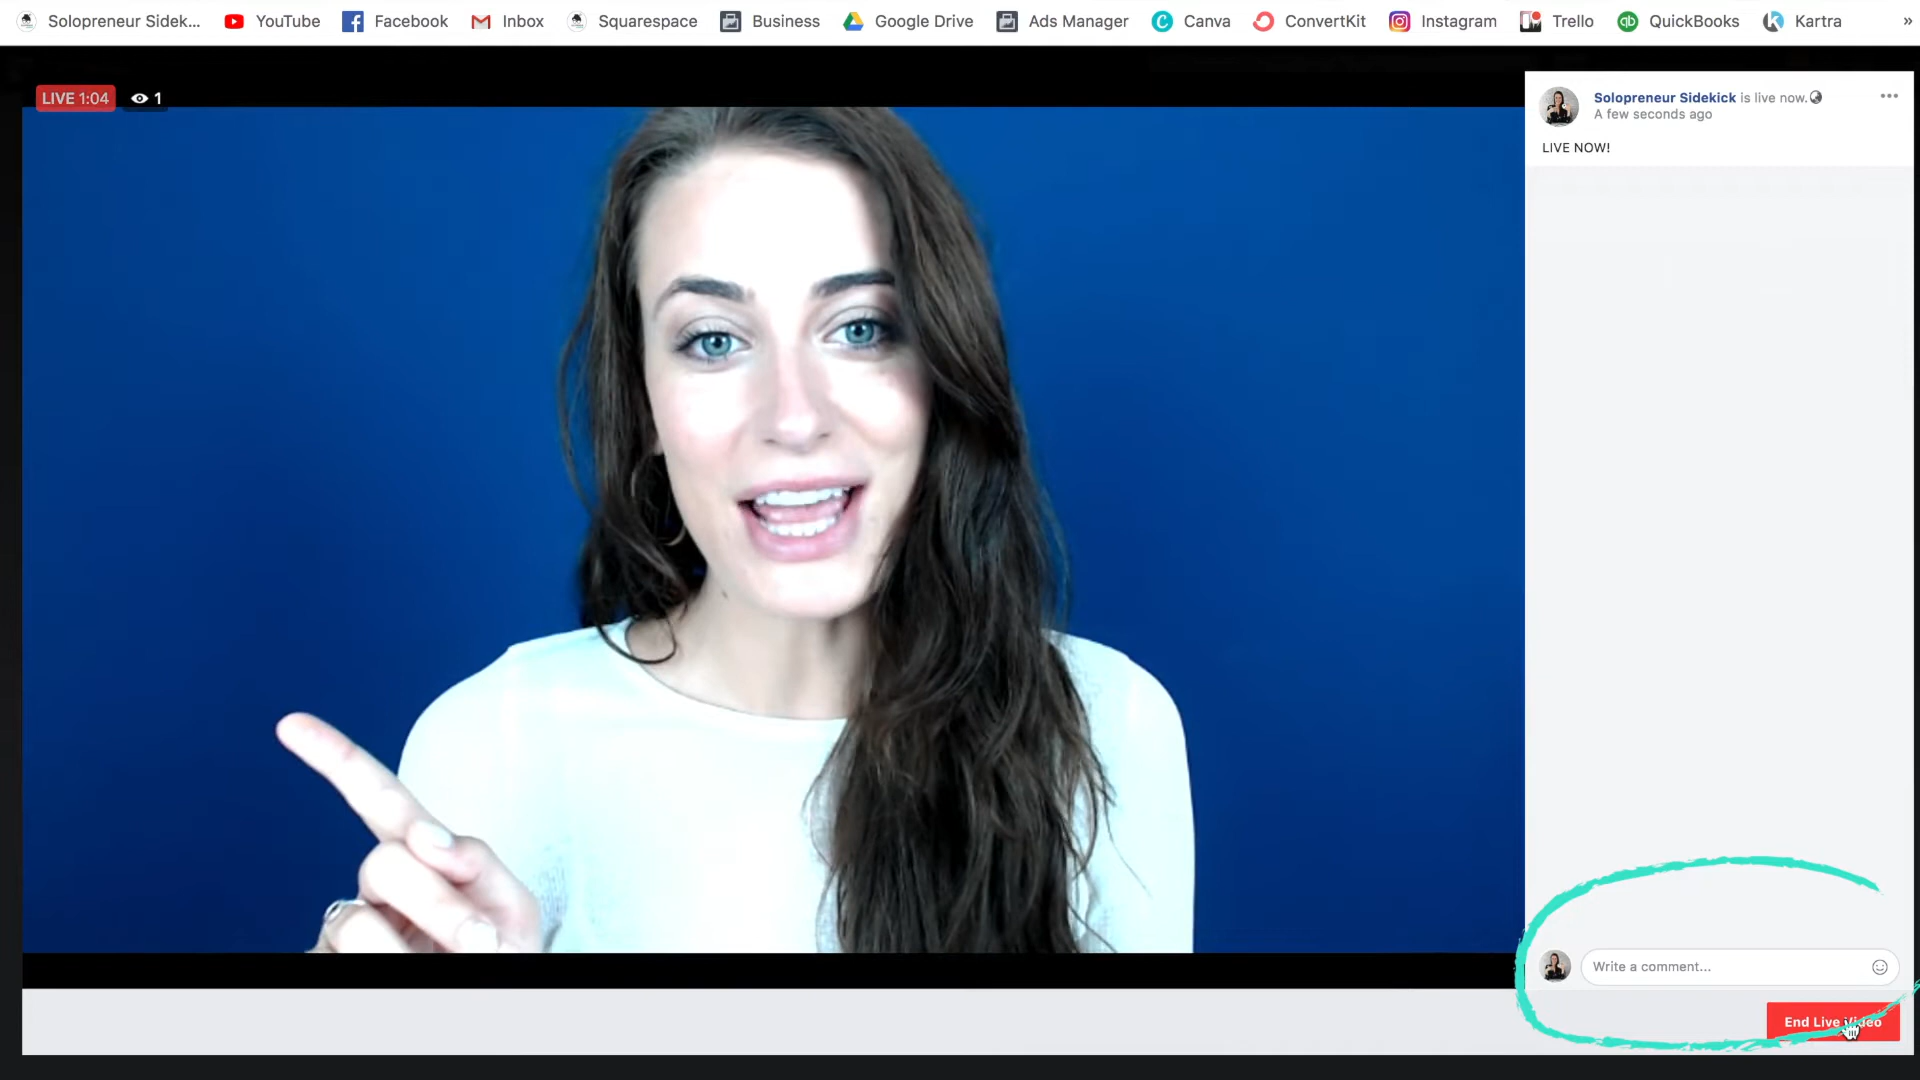 Solopreneur Sidek... YouTube Facebook Inbox Squarespace Business Google Drive Ads Manager Canva ConvertKit Instagram Trello QuickBooks Kartra »
LIVE 1:04 1
Solopreneur Sidekick is live now.
A few seconds ago
LIVE NOW!
Write a comment...
End Live Video